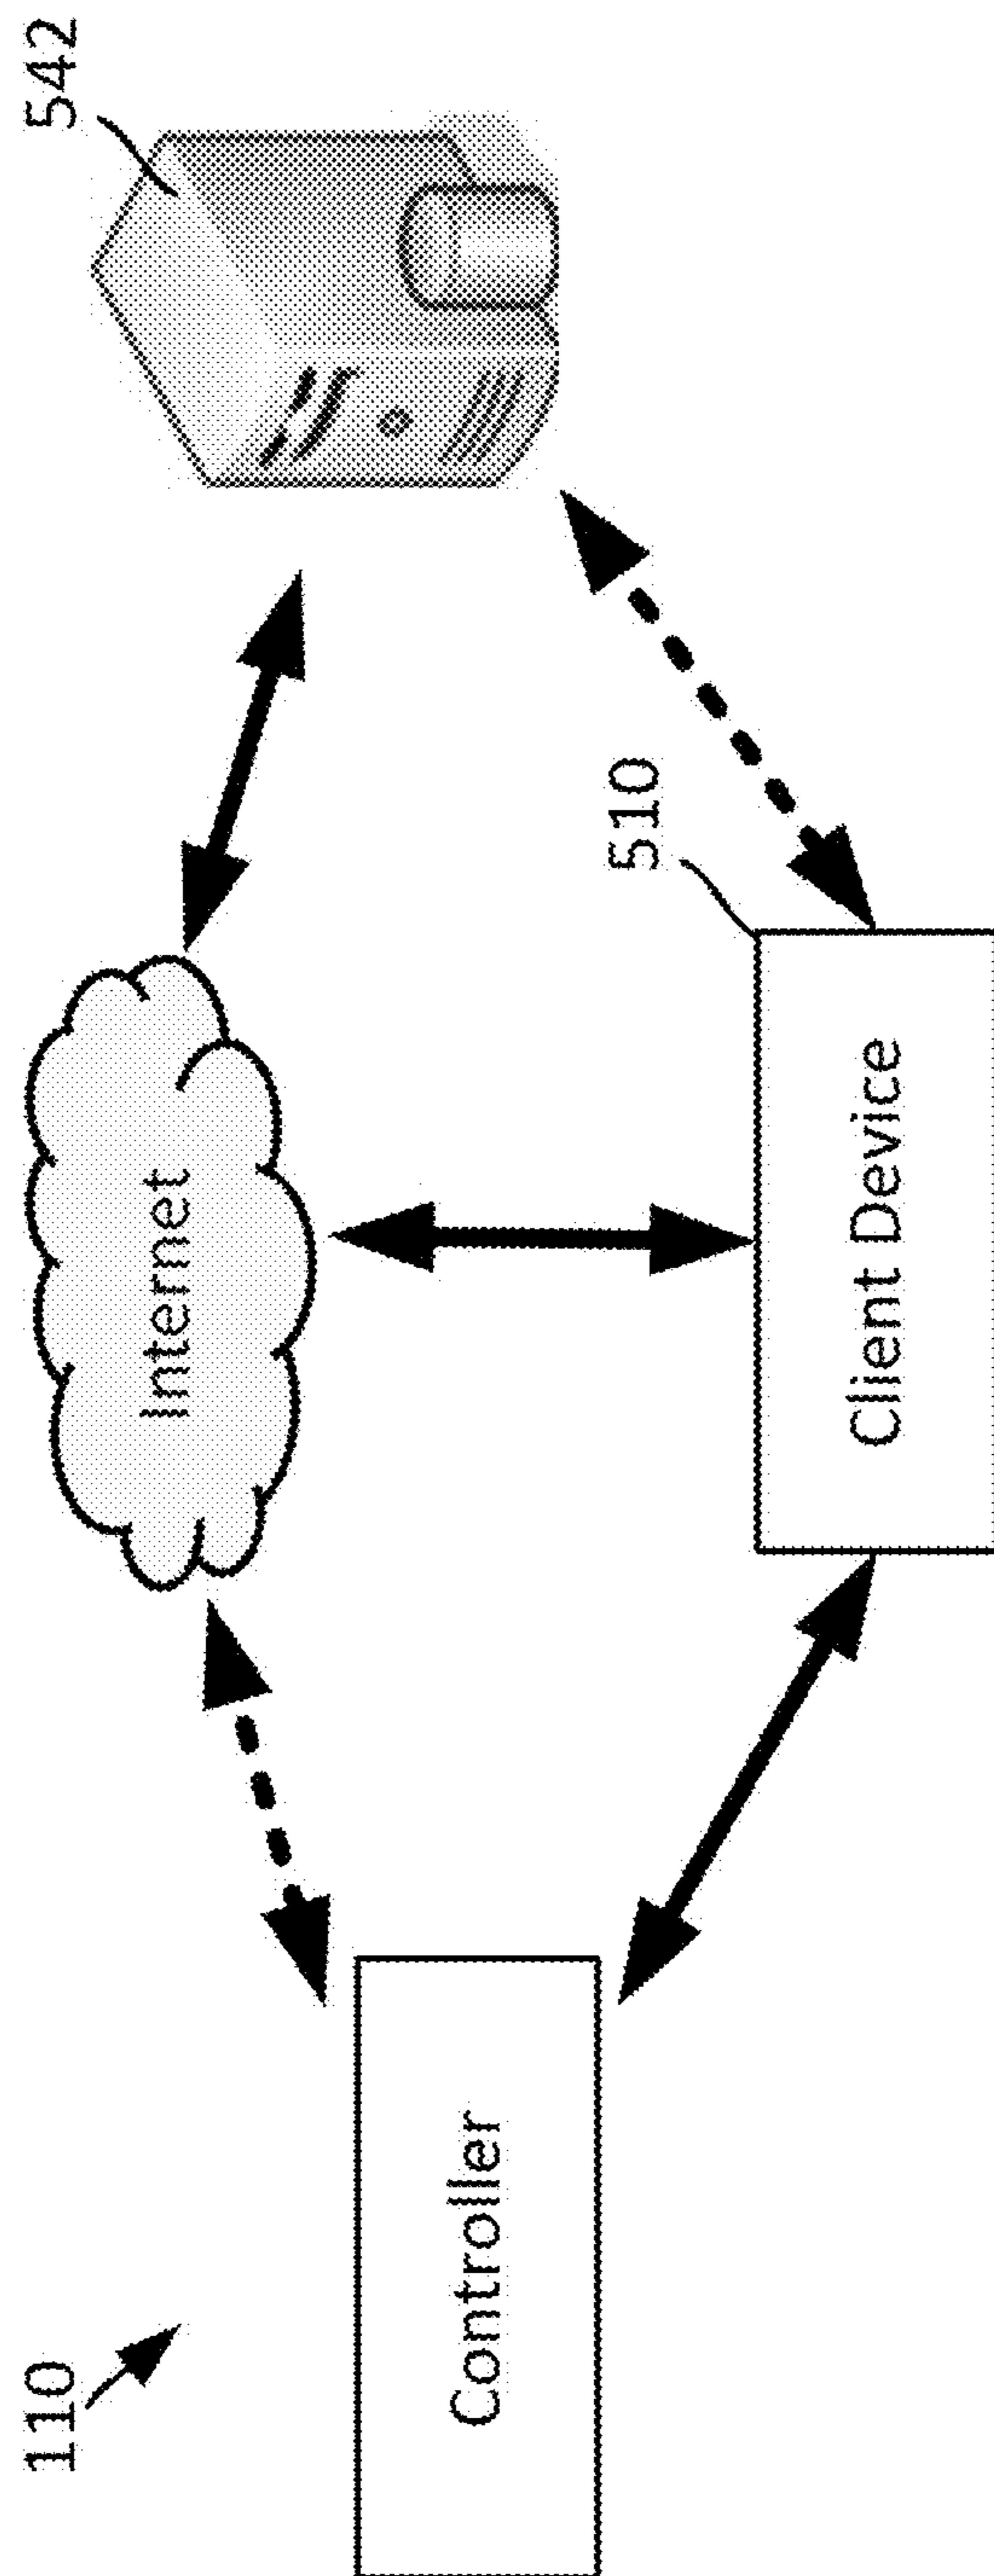 110
Controller
Internet
Client Device
510
542